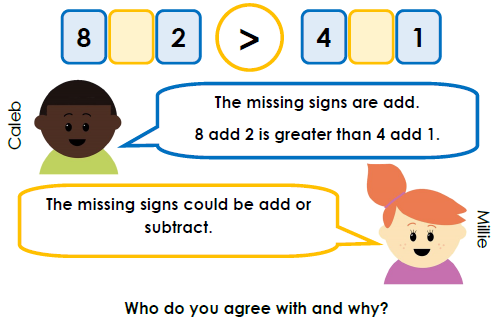 8 2 > 4 1
Caleb
The missing signs are add.
8 add 2 is greater than 4 add 1.
The missing signs could be add or
subtract.
Millie
Who do you agree with and why?